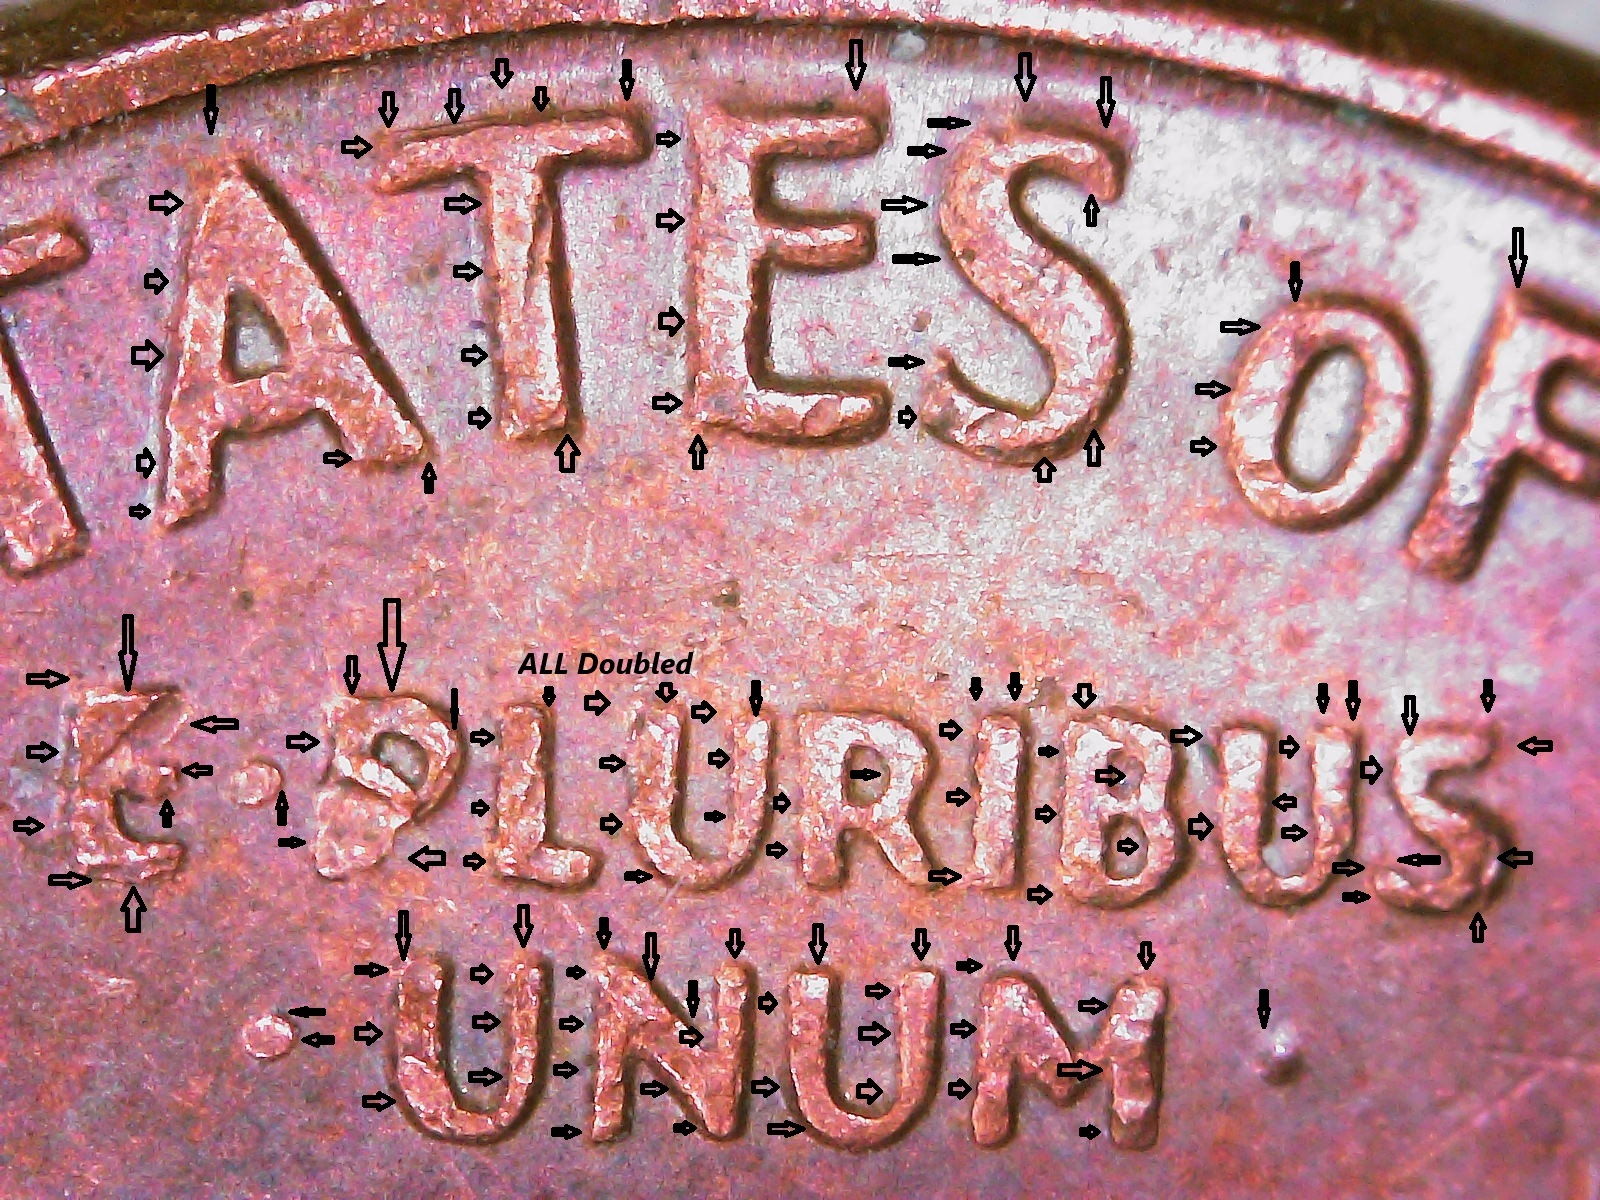 TATES OF
E·PLURIBUS
ALL Doubled
·UNUM·